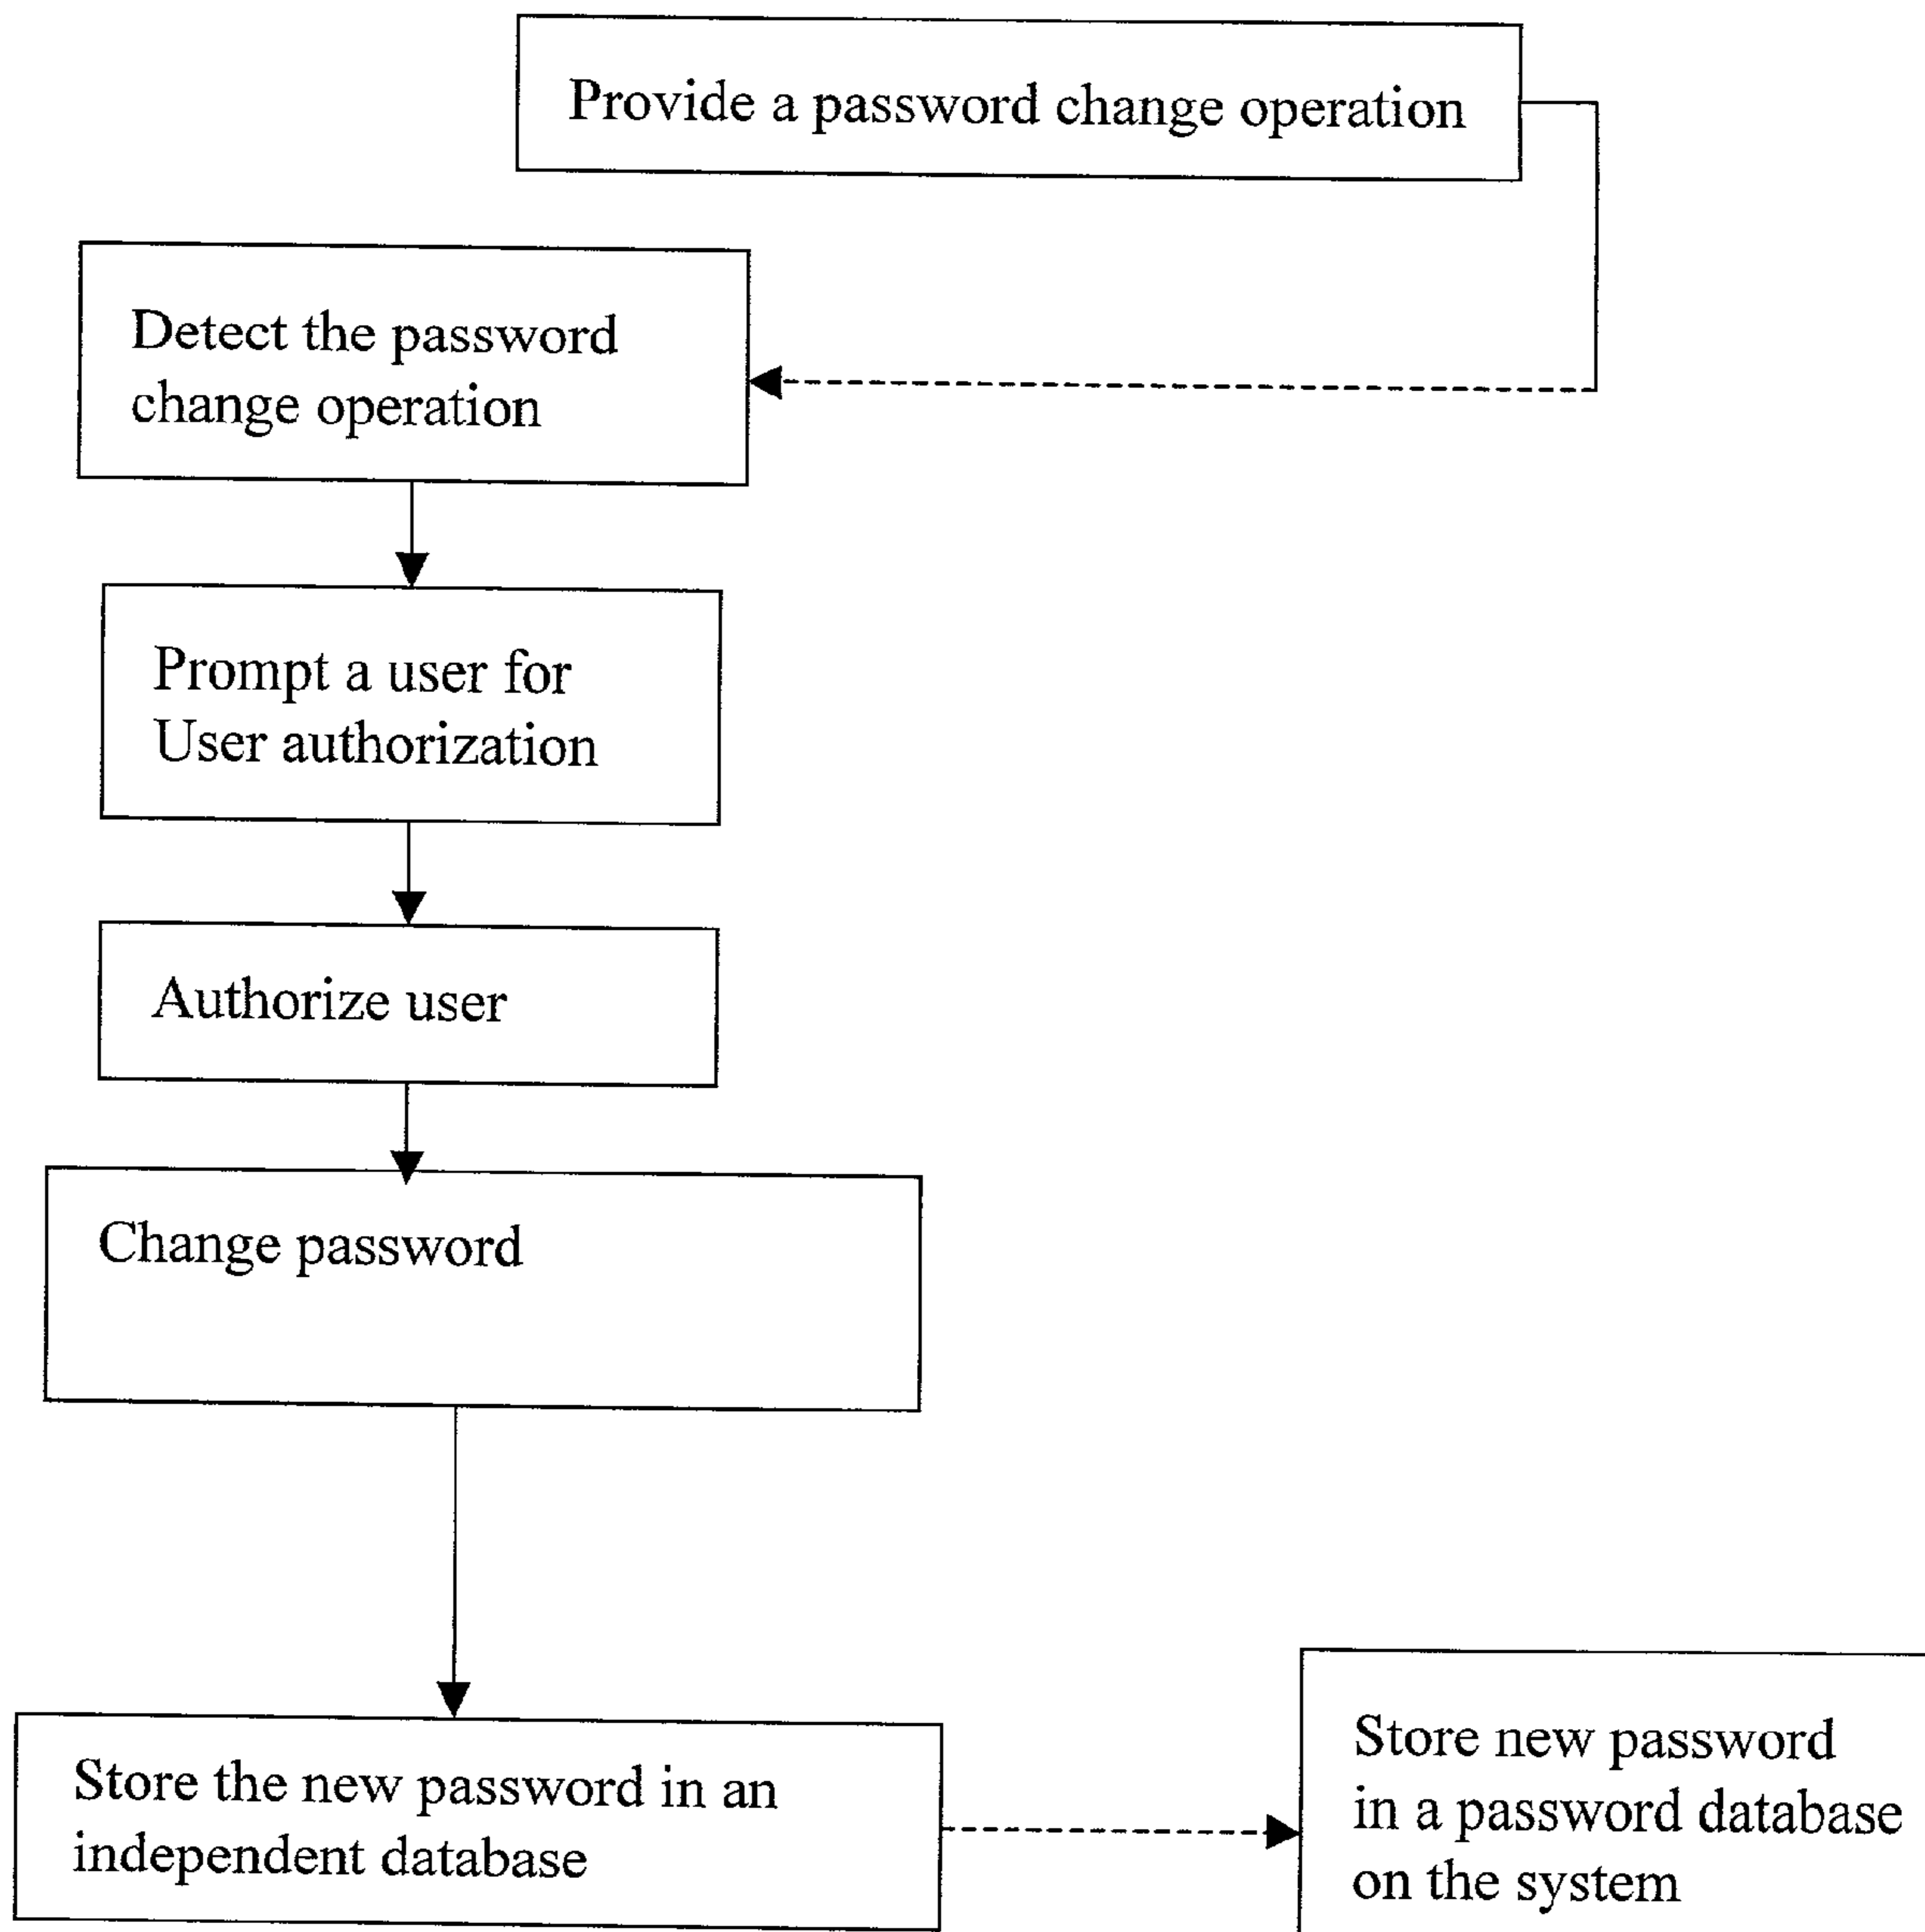 Provide a password change operation
Detect the password
change operation
Prompt a user for
User authorization
Authorize user
Change password
Store the new password in an
independent database
Store new password
in a password database
on the system